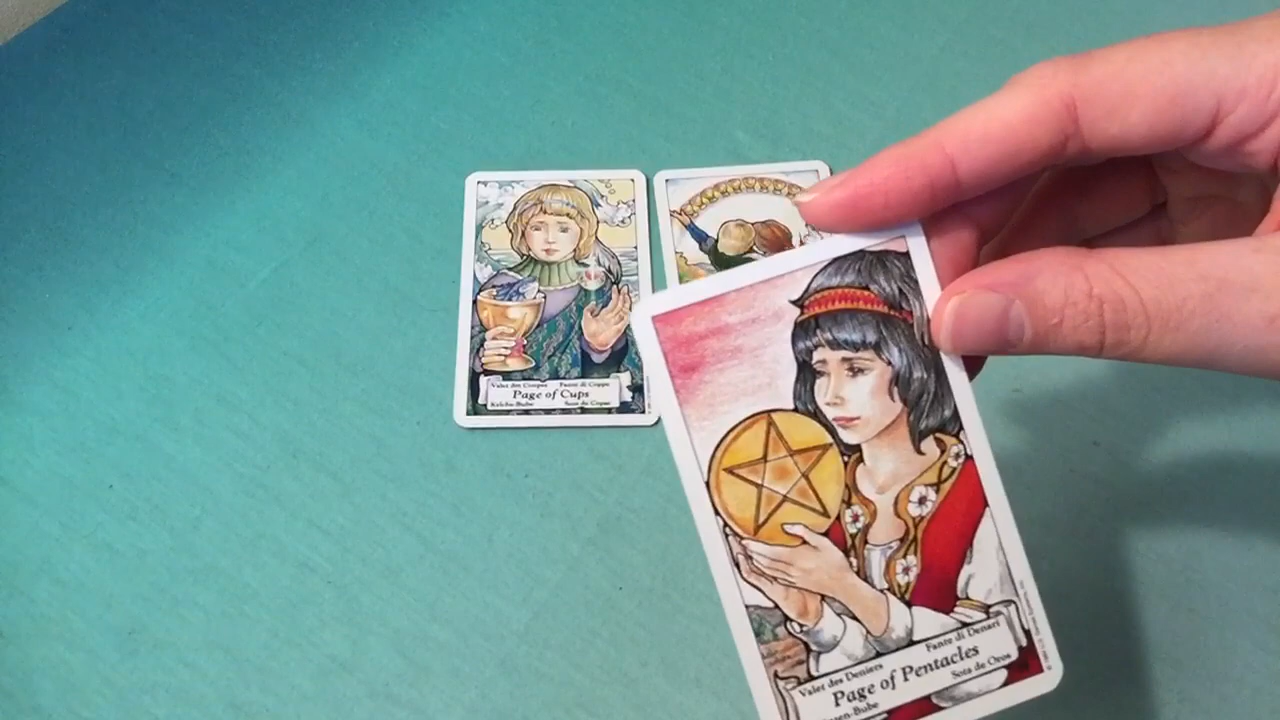 Valet des Coupes Fante di Coppe
Page of Cups
Kelche-Bube Sota de Copas
Valet des Deniers Fante di Denari
Page of Pentacles
Sota de Oros